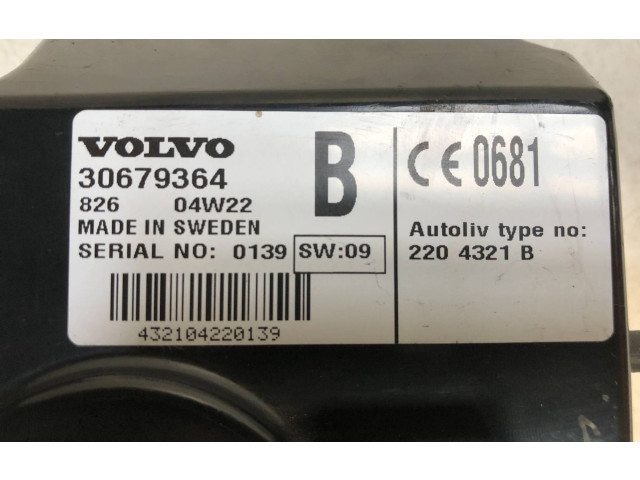 VOLVO
30679364
826 04W22
MADE IN SWEDEN
SERIAL NO: 0139 SW:09
432104220139
B
CE 0681
Autoliv type no:
220 4321 B